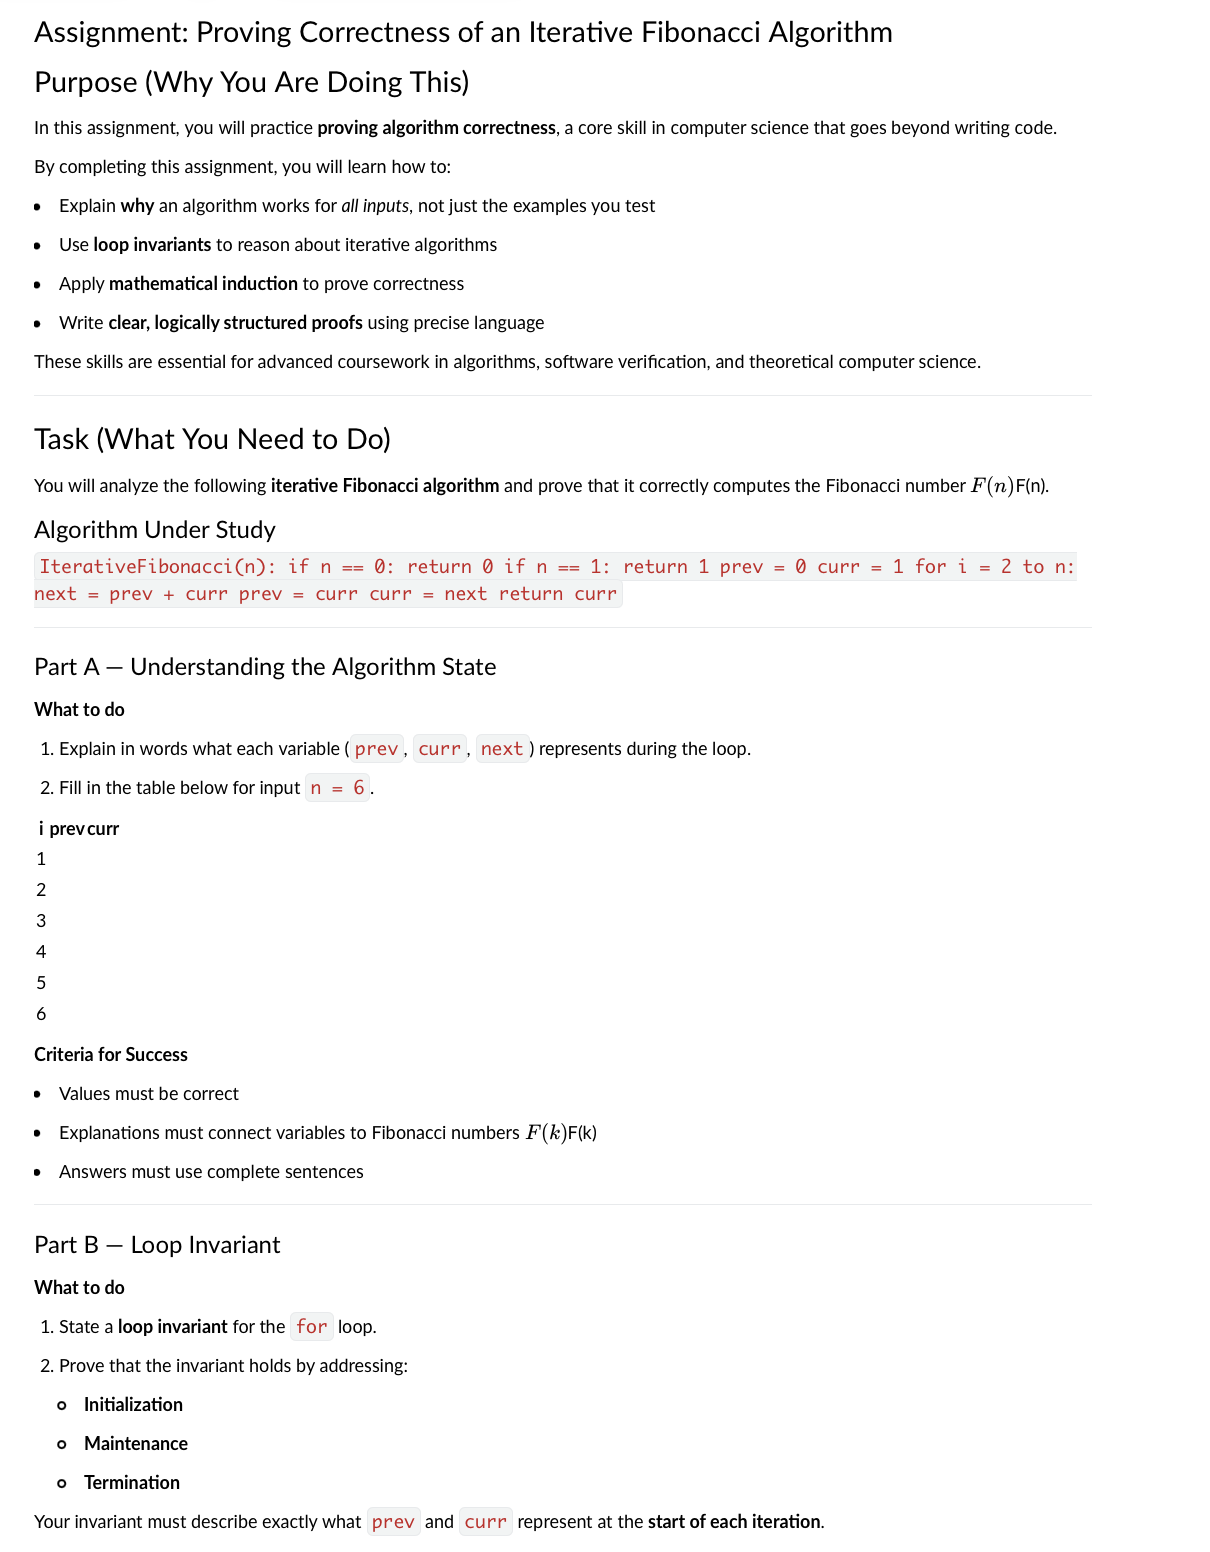 Assignment: Proving Correctness of an Iterative Fibonacci Algorithm
Purpose (Why You Are Doing This)
In this assignment, you will practice proving algorithm correctness, a core skill in computer science that goes beyond writing code.
By completing this assignment, you will learn how to:
• Explain why an algorithm works for all inputs, not just the examples you test
• Use loop invariants to reason about iterative algorithms
• Apply mathematical induction to prove correctness
• Write clear, logically structured proofs using precise language
These skills are essential for advanced coursework in algorithms, software verification, and theoretical computer science.
Task (What You Need to Do)
You will analyze the following iterative Fibonacci algorithm and prove that it correctly computes the Fibonacci number F(n)F(n).
Algorithm Under Study
IterativeFibonacci(n): if n == 0: return 0 if n == 1: return 1 prev = 0 curr = 1 for i = 2 to n:
next = prev + curr prev = curr curr = next return curr
Part A — Understanding the Algorithm State
What to do
1. Explain in words what each variable (prev, curr, next) represents during the loop.
2. Fill in the table below for input n = 6.
i prev curr
1
2
3
4
5
6
Criteria for Success
• Values must be correct
• Explanations must connect variables to Fibonacci numbers F(k)F(k)
• Answers must use complete sentences
Part B — Loop Invariant
What to do
1. State a loop invariant for the for loop.
2. Prove that the invariant holds by addressing:
o Initialization
o Maintenance
o Termination
Your invariant must describe exactly what prev and curr represent at the start of each iteration.